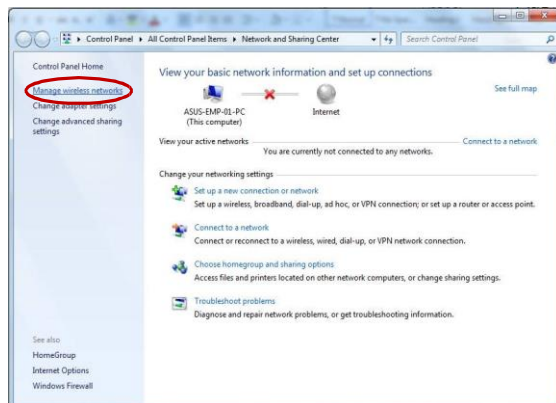 Control Panel ▸ All Control Panel Items ▸ Network and Sharing Center
Search Control Panel
Control Panel Home
Manage wireless networks
Change adapter settings
Change advanced sharing
settings
See also
HomeGroup
Internet Options
Windows Firewall
View your basic network information and set up connections
See full map
ASUS-EMP-01-PC
(This computer)
Internet
View your active networks
Connect to a network
You are currently not connected to any networks.
Change your networking settings
Set up a new connection or network
Set up a wireless, broadband, dial-up, ad hoc, or VPN connection; or set up a router or access point.
Connect to a network
Connect or reconnect to a wireless, wired, dial-up, or VPN network connection.
Choose homegroup and sharing options
Access files and printers located on other network computers, or change sharing settings.
Troubleshoot problems
Diagnose and repair network problems, or get troubleshooting information.